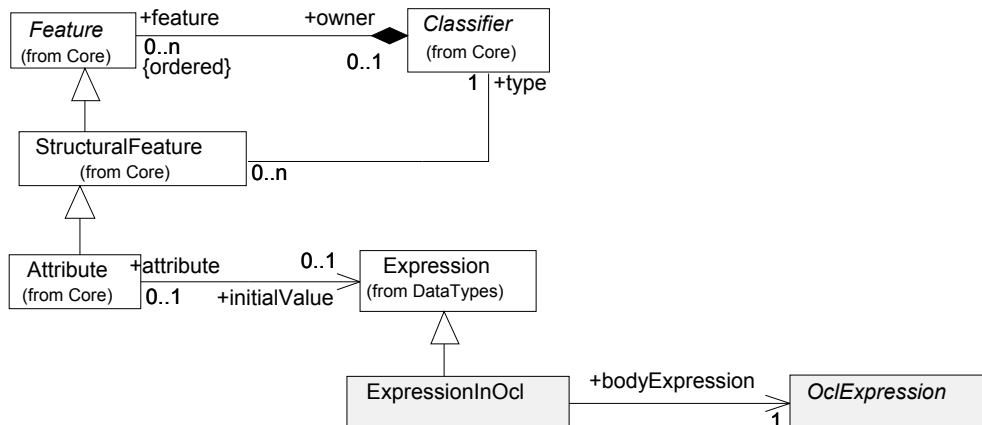 Feature
(from Core)
+feature
0..n
{ordered}
+owner
0..1
Classifier
(from Core)
1
+type
StructuralFeature
(from Core)
0..n
Attribute
(from Core)
+attribute
0..1
0..1
+initialValue
Expression
(from DataTypes)
ExpressionInOcl
+bodyExpression
1
OclExpression